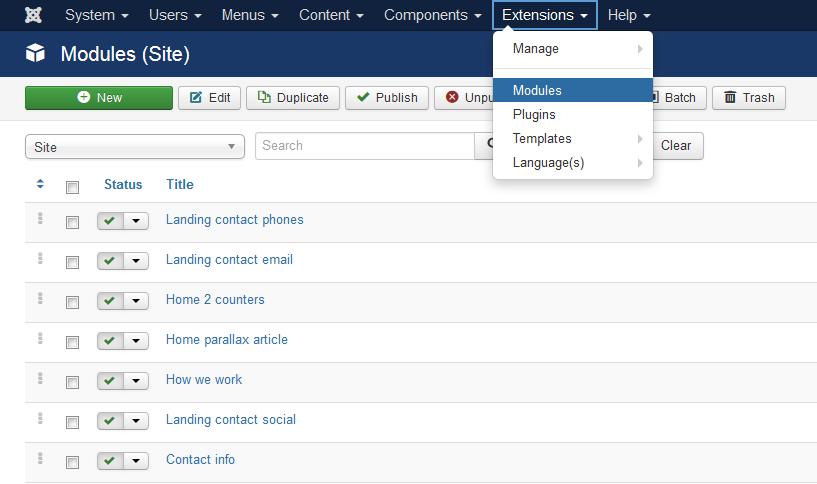 System Users Menus Content Components Extensions Help
Modules (Site)
Manage
Modules
Plugins
Templates
Language(s)
New Edit Duplicate Publish Batch Trash
Site Search Clear
Status Title
Landing contact phones
Landing contact email
Home 2 counters
Home parallax article
How we work
Landing contact social
Contact info